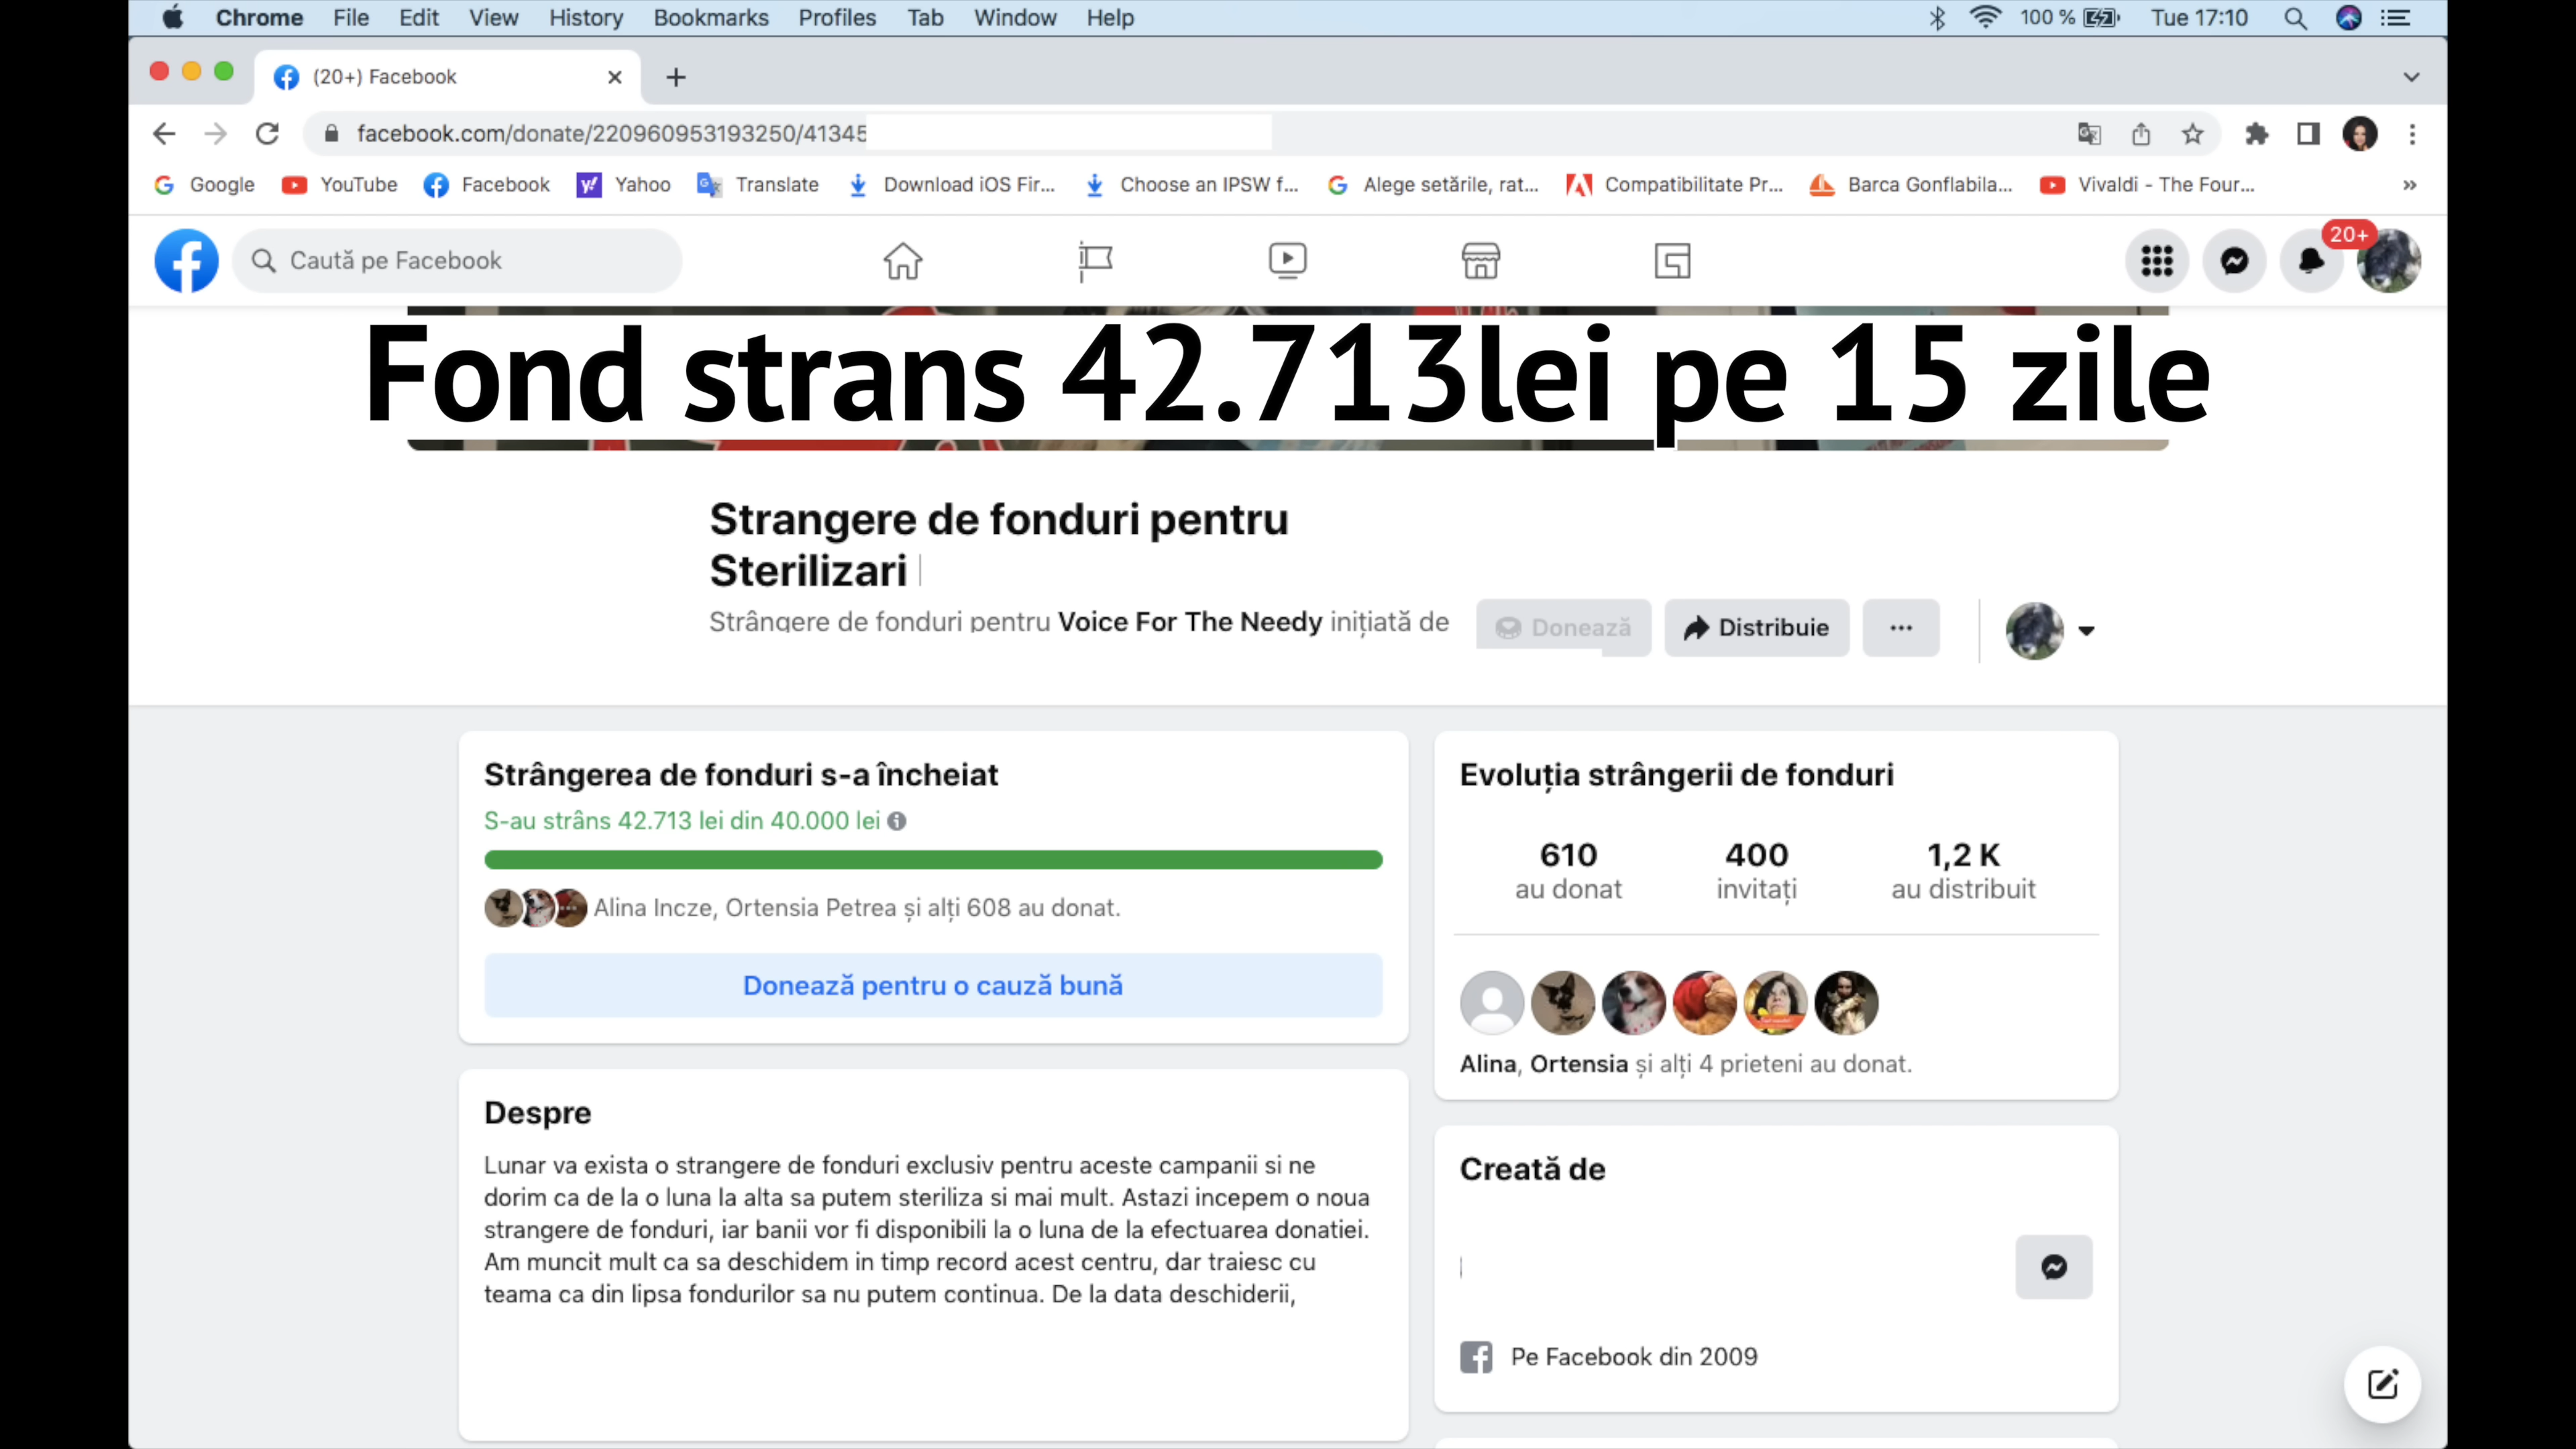 Chrome File Edit View History Bookmarks Profiles Tab Window Help 100 % Tue 17:10
(20+) Facebook
facebook.com/donate/220960953193250/41345
Google YouTube Facebook Yahoo Translate Download iOS Fir... Choose an IPSW f... Alege setările, rat... Compatibilitate Pr... Barca Gonflabila... Vivaldi - The Four... »
Caută pe Facebook
20+
Fond strans 42.713lei pe 15 zile
Strangere de fonduri pentru
Sterilizari
Strângere de fonduri pentru Voice For The Needy inițiată de
Donează Distribuie
Strângerea de fonduri s-a încheiat
S-au strâns 42.713 lei din 40.000 lei
Alina Incze, Ortensia Petrea și alți 608 au donat.
Donează pentru o cauză bună
Despre
Lunar va exista o strangere de fonduri exclusiv pentru aceste campanii si ne
dorim ca de la o luna la alta sa putem steriliza si mai mult. Astazi incepem o noua
strangere de fonduri, iar banii vor fi disponibili la o luna de la efectuarea donatiei.
Am muncit mult ca sa deschidem in timp record acest centru, dar traiesc cu
teama ca din lipsa fondurilor sa nu putem continua. De la data deschiderii,
Evoluția strângerii de fonduri
610 400 1,2 K
au donat invitați au distribuit
Alina, Ortensia și alți 4 prieteni au donat.
Creată de
Pe Facebook din 2009